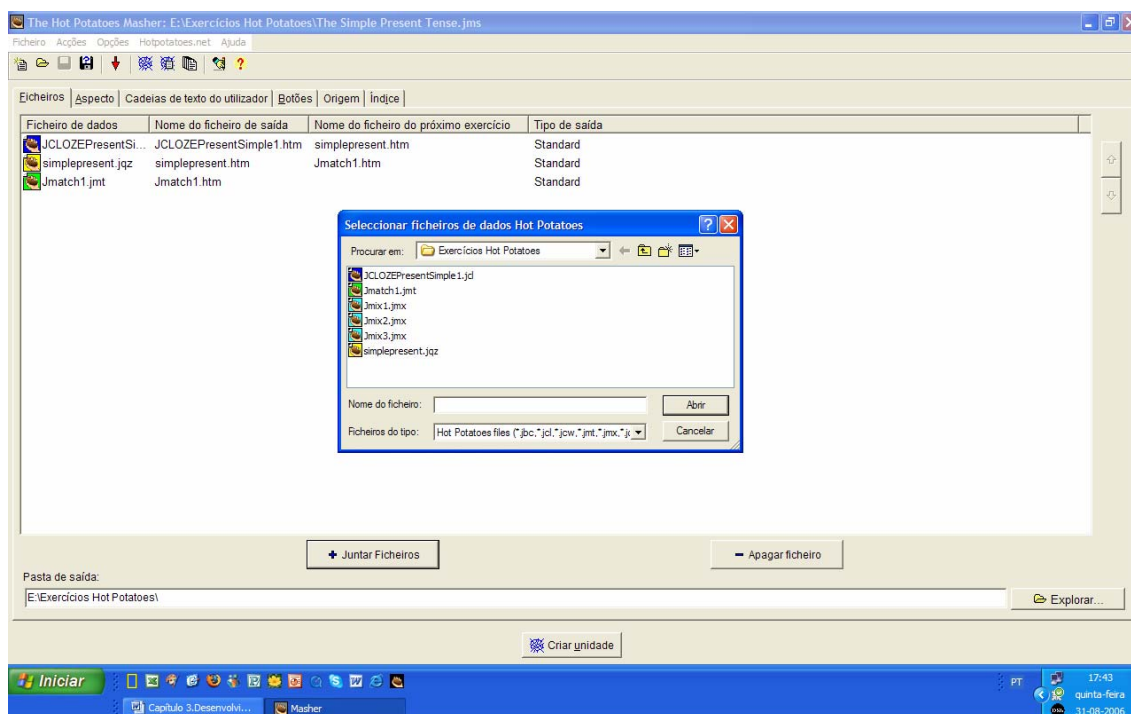 The Hot Potatoes Masher: E:\Exercícios Hot Potatoes\The Simple Present Tense.jms
Ficheiro Acções Opções Hotpotatoes.net Ajuda
Ficheiros Aspecto Cadeias de texto do utilizador Botões Origem Índice
Ficheiro de dados Nome do ficheiro de saída Nome do ficheiro do próximo exercício Tipo de saída
JCLOZEPresentSi... JCLOZEPresentSimple1.htm simplepresent.htm Standard
simplepresent.jqz simplepresent.htm Jmatch1.htm Standard
Jmatch1.jmt Jmatch1.htm Standard
Seleccionar ficheiros de dados Hot Potatoes
Procurar em: Exercícios Hot Potatoes
JCLOZEPresentSimple1.jcl
Jmatch1.jmt
Jmix1.jmx
Jmix2.jmx
Jmix3.jmx
simplepresent.jqz
Nome do ficheiro: Abrir
Ficheiros do tipo: Hot Potatoes files (*.jbc,*.jcl,*.jcw,*.jmt,*.jmx,*.jc Cancelar
+ Juntar Ficheiros - Apagar ficheiro
Pasta de saída:
E:\Exercícios Hot Potatoes\ Explorar...
Criar unidade
Iniciar PT 17:43
quinta-feira
Capítulo 3.Desenvolvi... Masher 31-08-2006